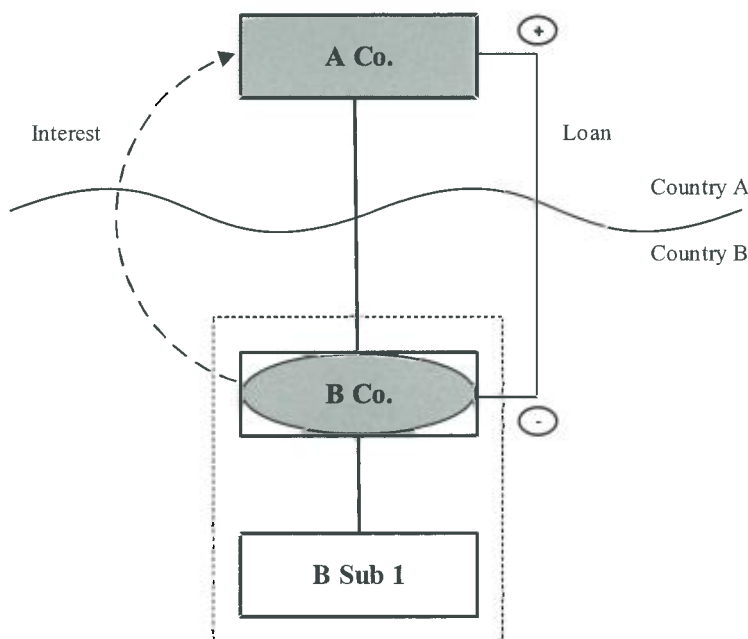 +
A Co.
Interest
Loan
Country A
Country B
B Co.
-
B Sub 1